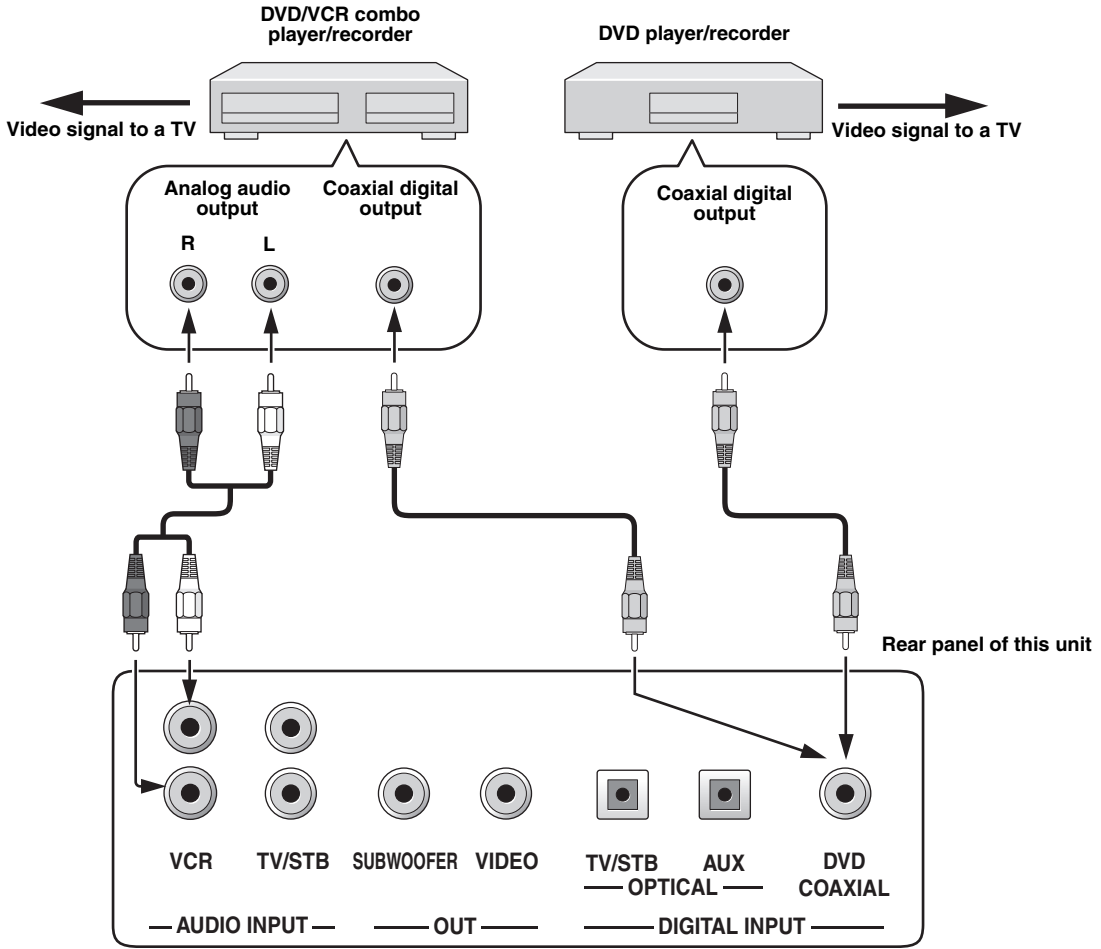 DVD/VCR combo
player/recorder
DVD player/recorder
Video signal to a TV
Video signal to a TV
Analog audio
output
Coaxial digital
output
Coaxial digital
output
R
L
Rear panel of this unit
VCR
TV/STB
SUBWOOFER
VIDEO
TV/STB
AUX
DVD
OPTICAL
COAXIAL
AUDIO INPUT
OUT
DIGITAL INPUT